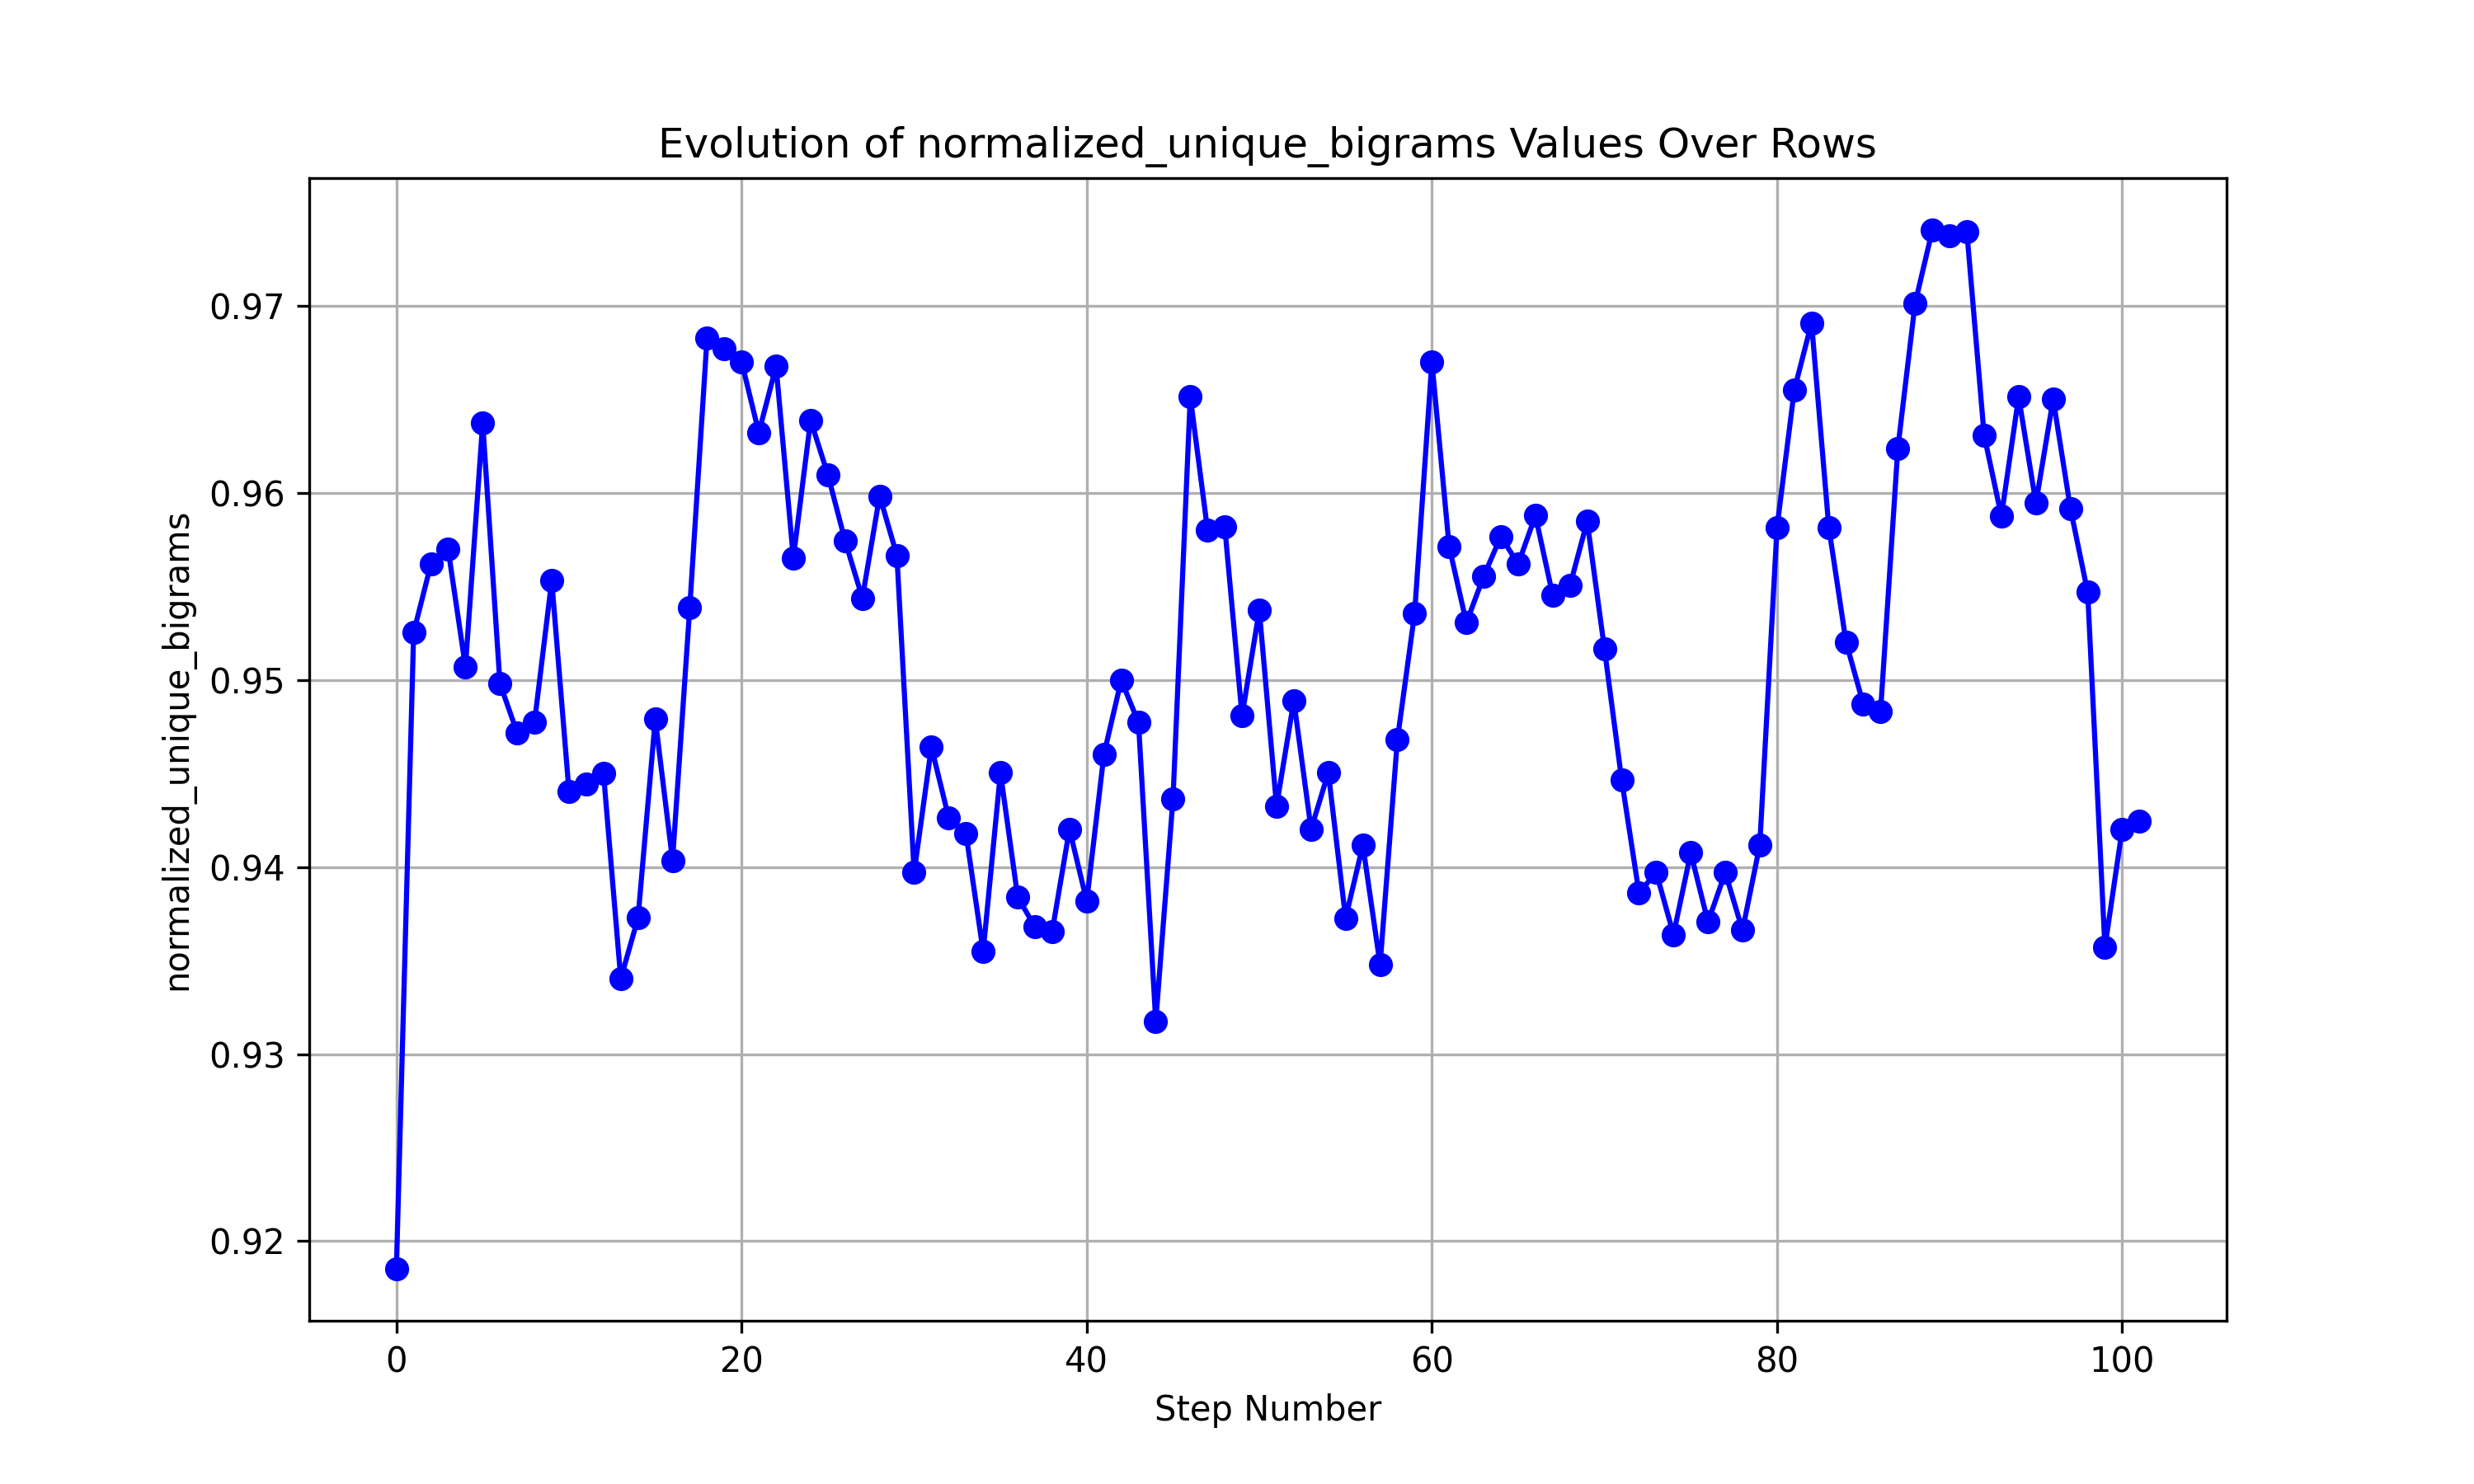 Evolution of normalized_unique_bigrams Values Over Rows
normalized_unique_bigrams
0.97
0.96
0.95
0.94
0.93
0.92
0 20 40 60 80 100
Step Number